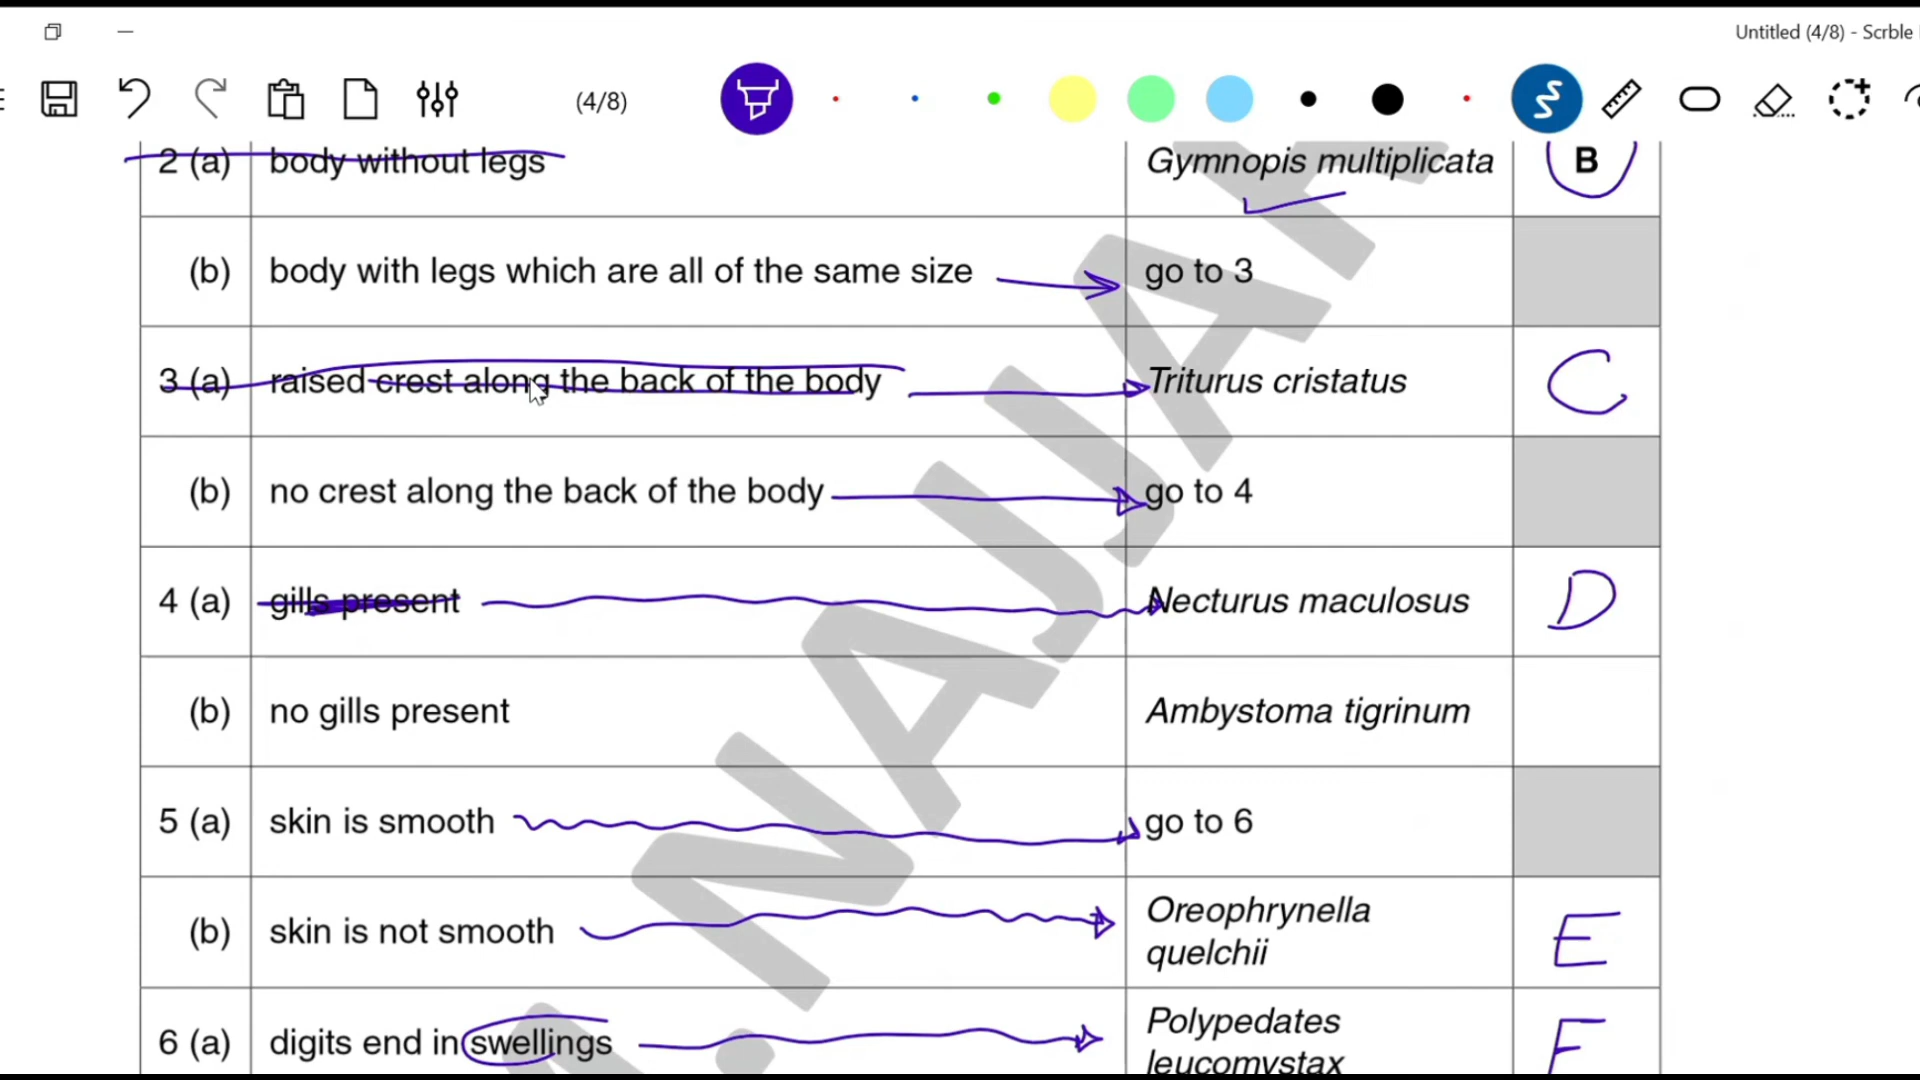 Untitled (4/8) - Scrble
(4/8)
2 (a) body without legs Gymnopis multiplicata B
(b) body with legs which are all of the same size go to 3
3 (a) raised crest along the back of the body Triturus cristatus C
(b) no crest along the back of the body go to 4
4 (a) gills present Necturus maculosus D
(b) no gills present Ambystoma tigrinum
5 (a) skin is smooth go to 6
(b) skin is not smooth Oreophrynella
quelchii E
6 (a) digits end in swellings Polypedates
leucomystax F
NAJJAR